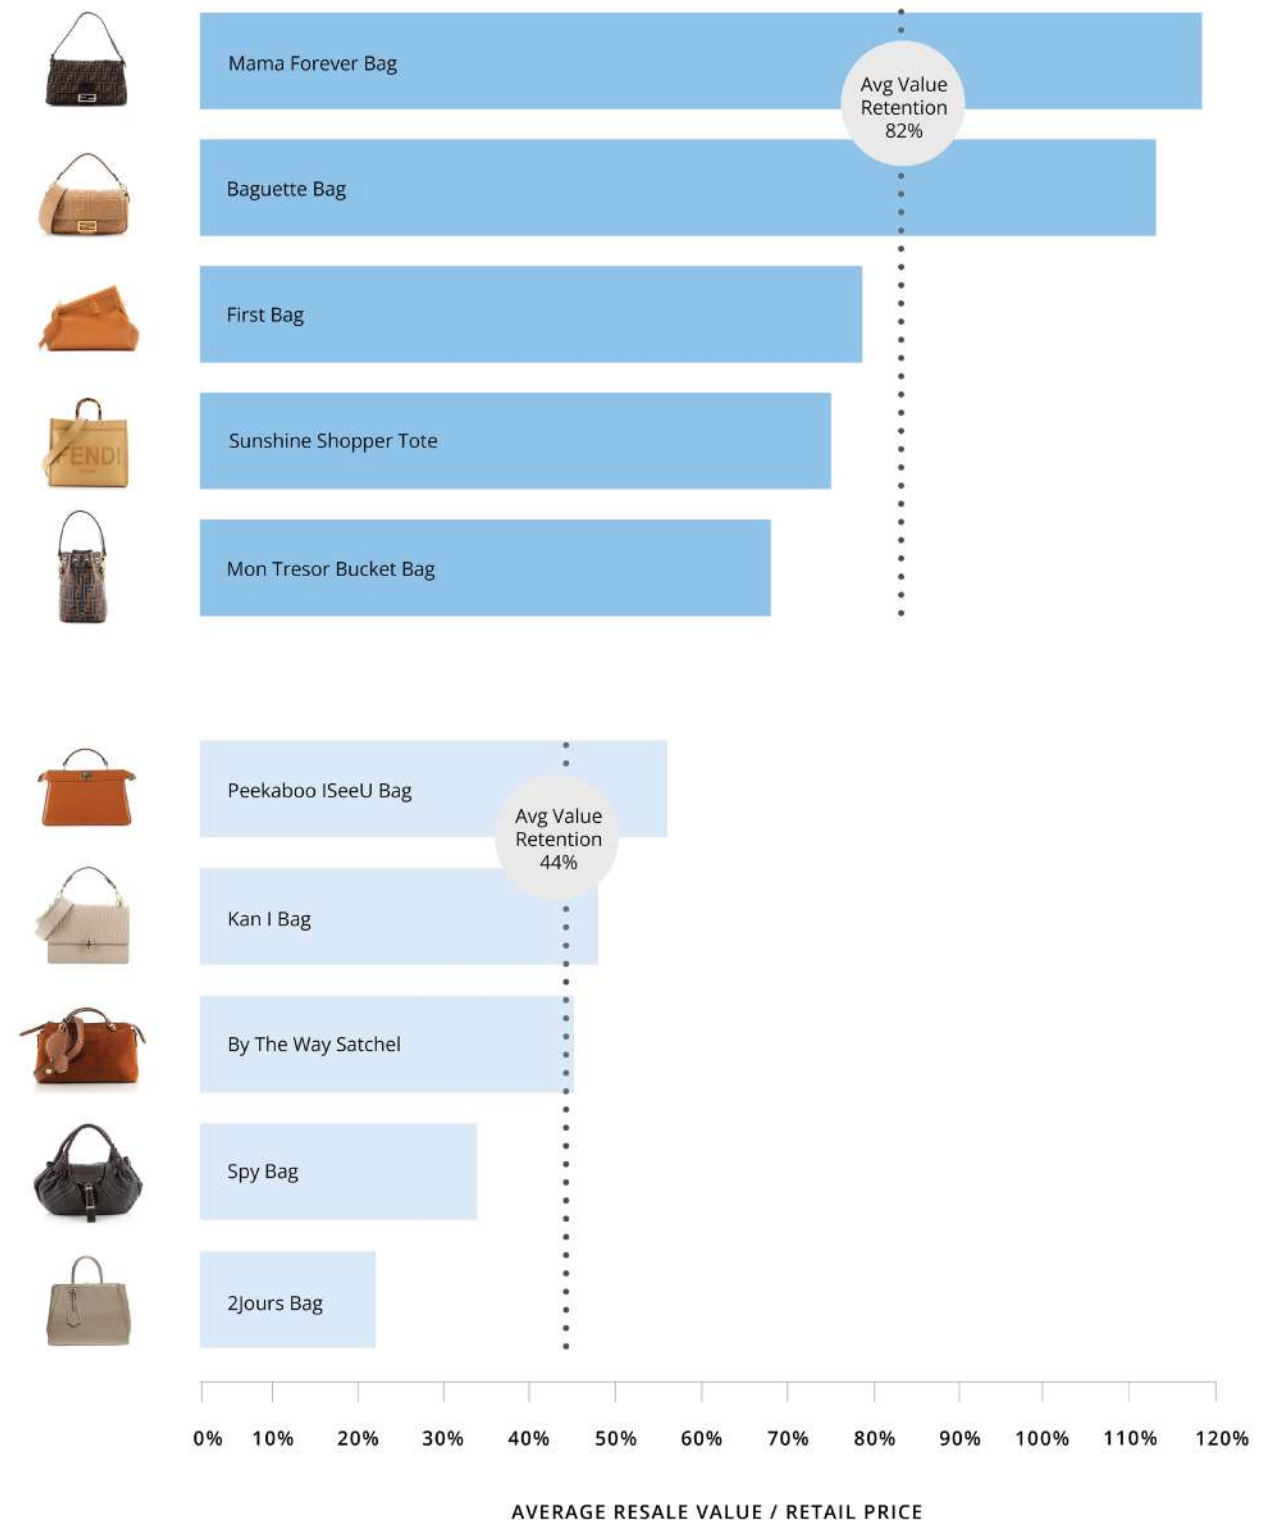 Mama Forever Bag
Avg Value
Retention
82%
Baguette Bag
First Bag
Sunshine Shopper Tote
FENDI
Mon Tresor Bucket Bag
Peekaboo ISeeU Bag
Avg Value
Retention
44%
Kan I Bag
By The Way Satchel
Spy Bag
2Jours Bag
0% 10% 20% 30% 40% 50% 60% 70% 80% 90% 100% 110% 120%
AVERAGE RESALE VALUE / RETAIL PRICE